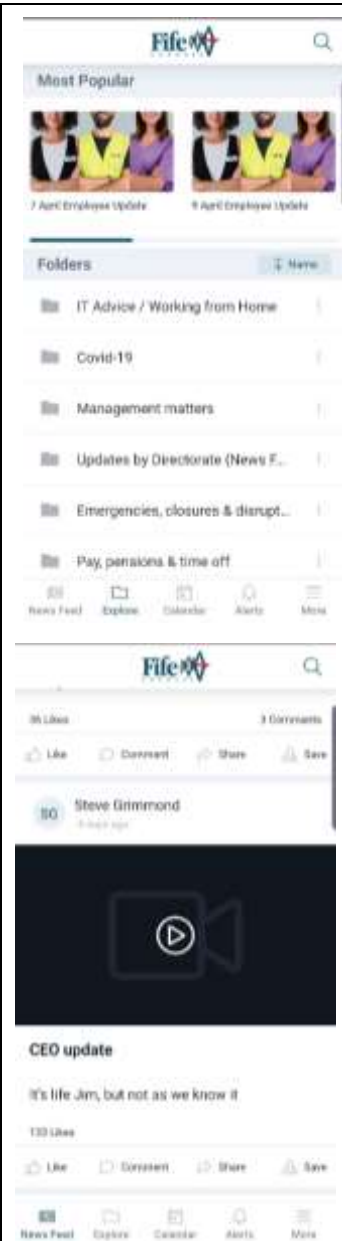 Fife
Most Popular
7 April Employee Update
9 April Employee Update
Folders
Name
IT Advice / Working from Home
Covid-19
Management matters
Updates by Directorate (News F...
Emergencies, closures & disrupt...
Pay, pensions & time off
News Feed Explore Calendar Alerts More
Fife
36 Likes 3 Comments
Like Comment Share Save
SG Steve Grimmond
CEO update
It's life Jim, but not as we know it
133 Likes
Like Comment Share Save
News Feed Explore Calendar Alerts More